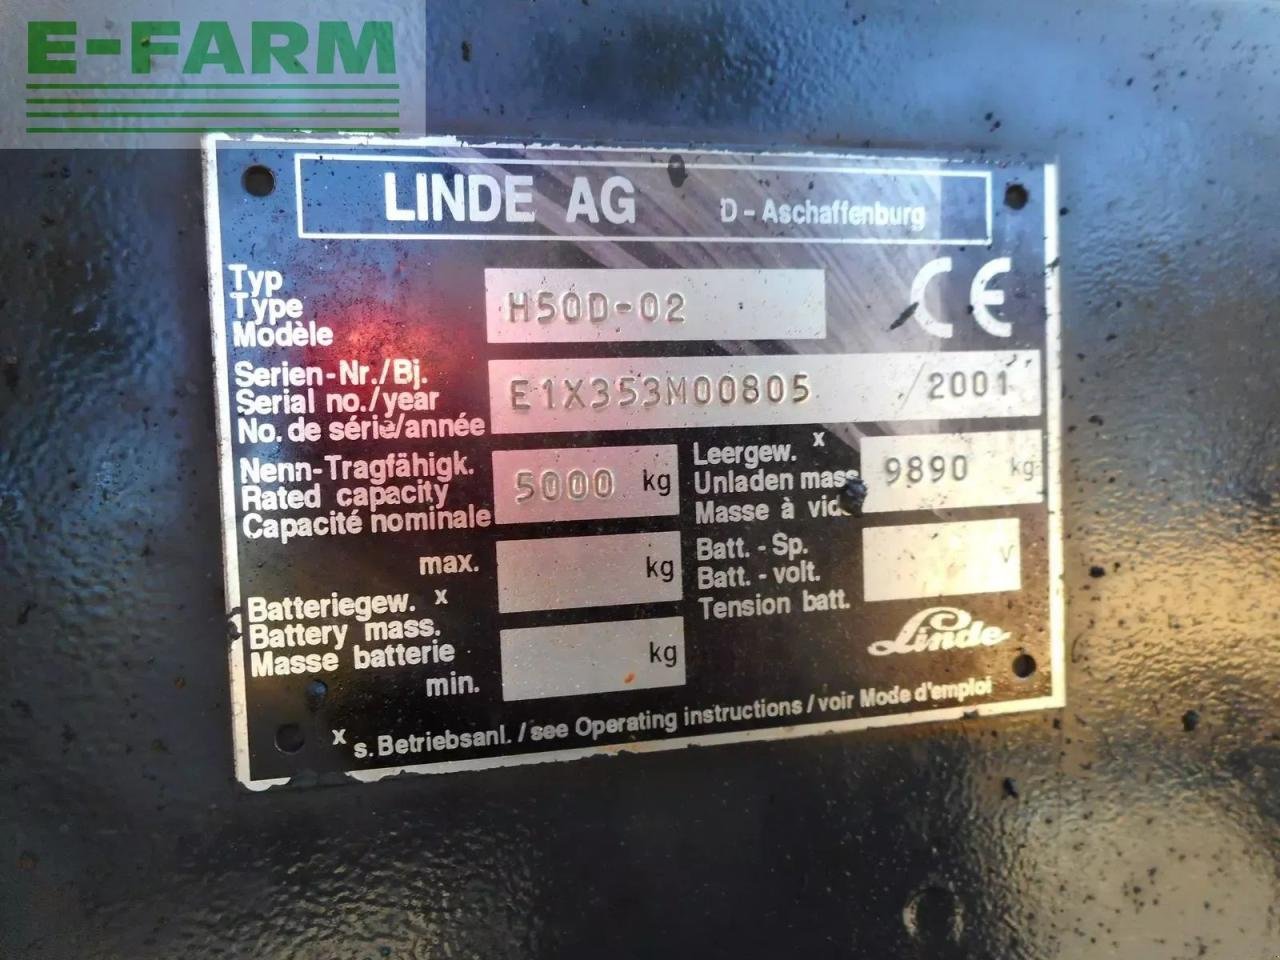 E-FARM
LINDE AG D - Aschaffenburg
Typ
Type
Modèle
H50D-02
CE
Serien-Nr./Bj.
Serial no./year
No. de série/année
E1X353M00805 / 2001
Nenn-Tragfähigk.
Rated capacity
Capacité nominale
5000 kg
Leergew. x
Unladen mass
Masse à vide
9890 kg
max.
kg
Batt. - Sp.
Batt. - volt.
Tension batt.
V
Batteriegew. x
Battery mass.
Masse batterie
min.
kg
Linde
x s. Betriebsanl. / see Operating instructions / voir Mode d'emploi